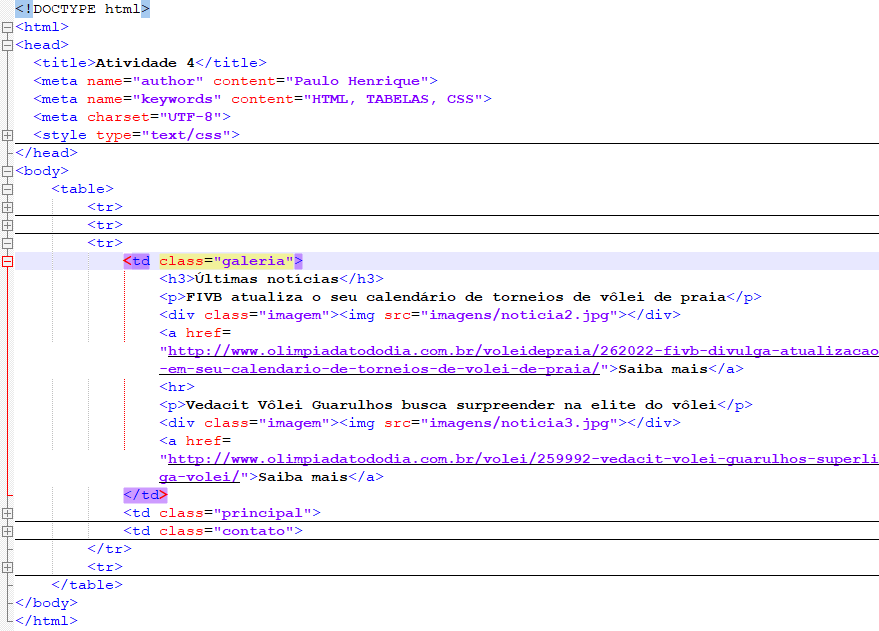 <!DOCTYPE html>
<html>
<head>
<title>Atividade 4</title>
<meta name="author" content="Paulo Henrique">
<meta name="keywords" content="HTML, TABELAS, CSS">
<meta charset="UTF-8">
<style type="text/css">
</head>
<body>
<table>
<tr>
<tr>
<tr>
<td class="galeria">
<h3>Últimas notícias</h3>
<p>FIVB atualiza o seu calendário de torneios de vôlei de praia</p>
<div class="imagem"><img src="imagens/noticia2.jpg"></div>
<a href=
"http://www.olimpiadatododia.com.br/voleidepraia/262022-fivb-divulga-atualizacao
-em-seu-calendario-de-torneios-de-volei-de-praia/">Saiba mais</a>
<hr>
<p>Vedacit Vôlei Guarulhos busca surpreender na elite do vôlei</p>
<div class="imagem"><img src="imagens/noticia3.jpg"></div>
<a href=
"http://www.olimpiadatododia.com.br/volei/259992-vedacit-volei-guarulhos-superli
ga-volei/">Saiba mais</a>
</td>
<td class="principal">
<td class="contato">
</tr>
<tr>
</table>
</body>
</html>